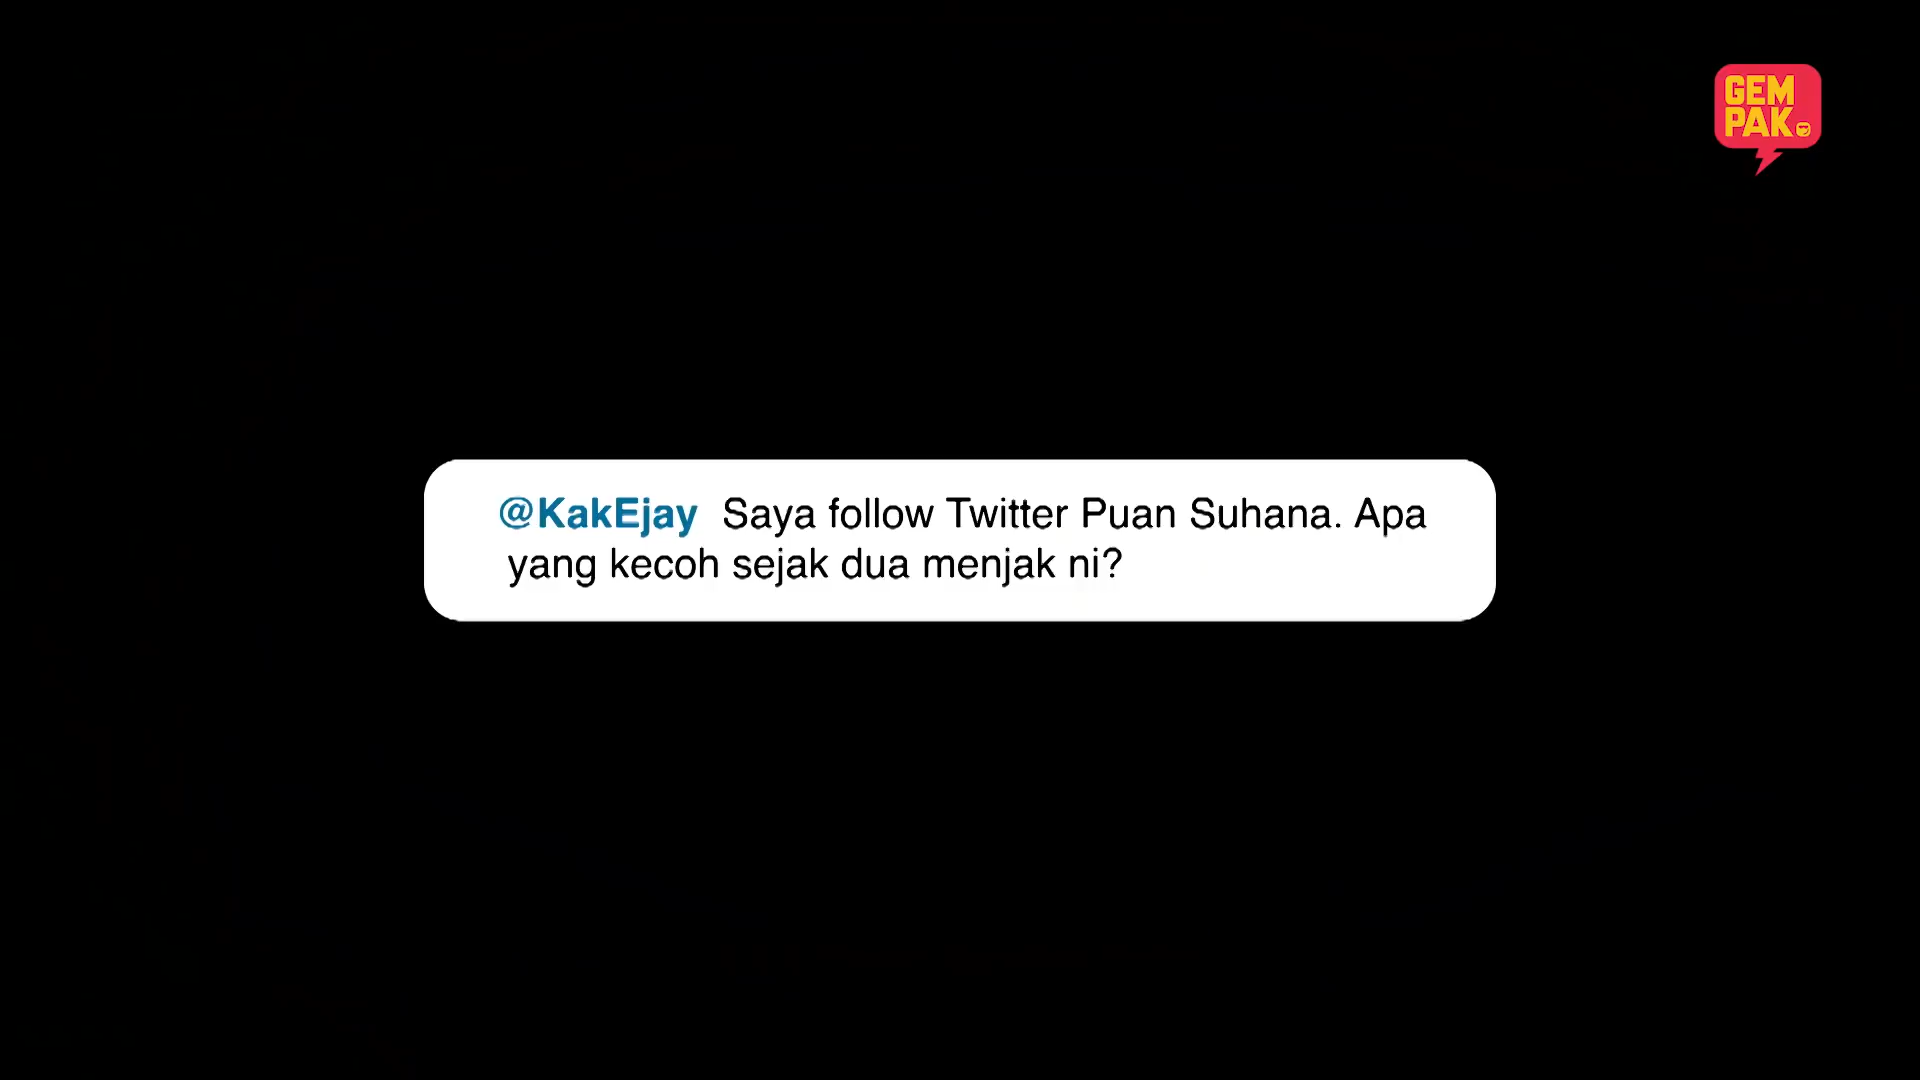 GEM
PAK
@KakEjay Saya follow Twitter Puan Suhana. Apa
yang kecoh sejak dua menjak ni?